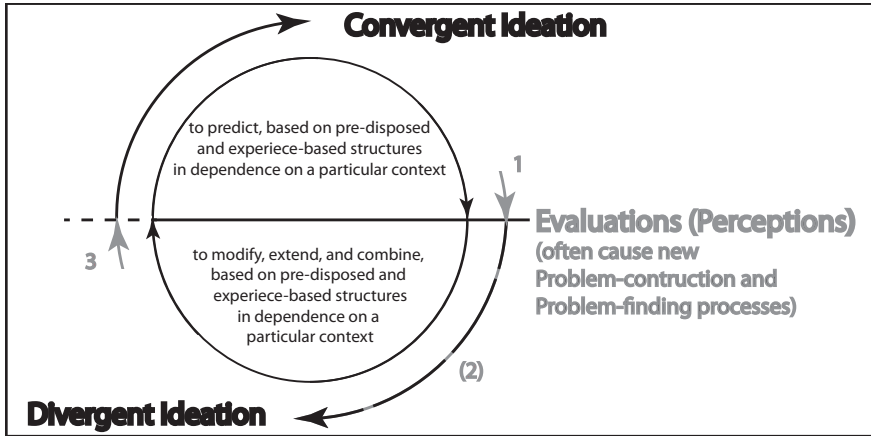 Convergent Ideation
to predict, based on pre-disposed
and experiece-based structures
in dependence on a particular context
1
Evaluations (Perceptions)
(often cause new
Problem-contruction and
Problem-finding processes)
3
to modify, extend, and combine,
based on pre-disposed and
experiece-based structures
in dependence on a
particular context
(2)
Divergent Ideation